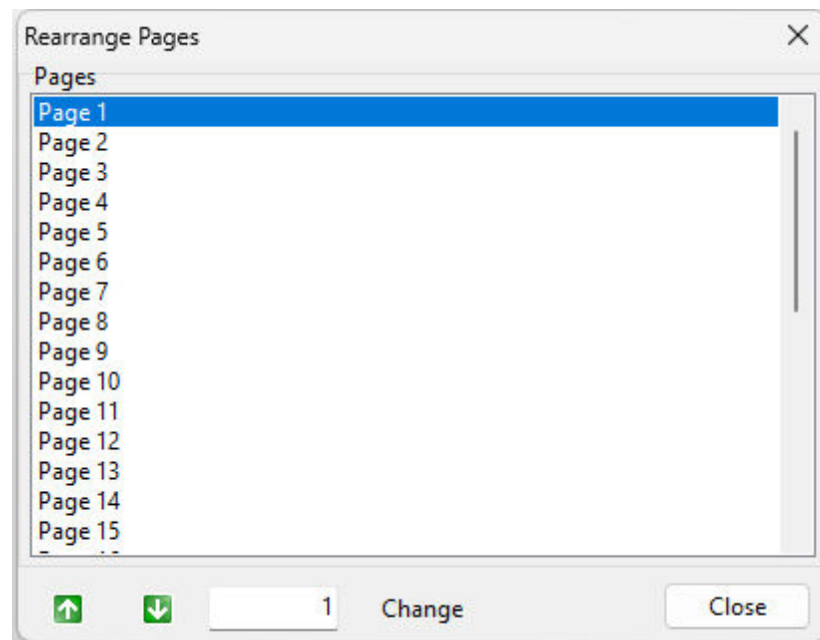 Rearrange Pages
Pages
Page 1
Page 2
Page 3
Page 4
Page 5
Page 6
Page 7
Page 8
Page 9
Page 10
Page 11
Page 12
Page 13
Page 14
Page 15
1 Change Close